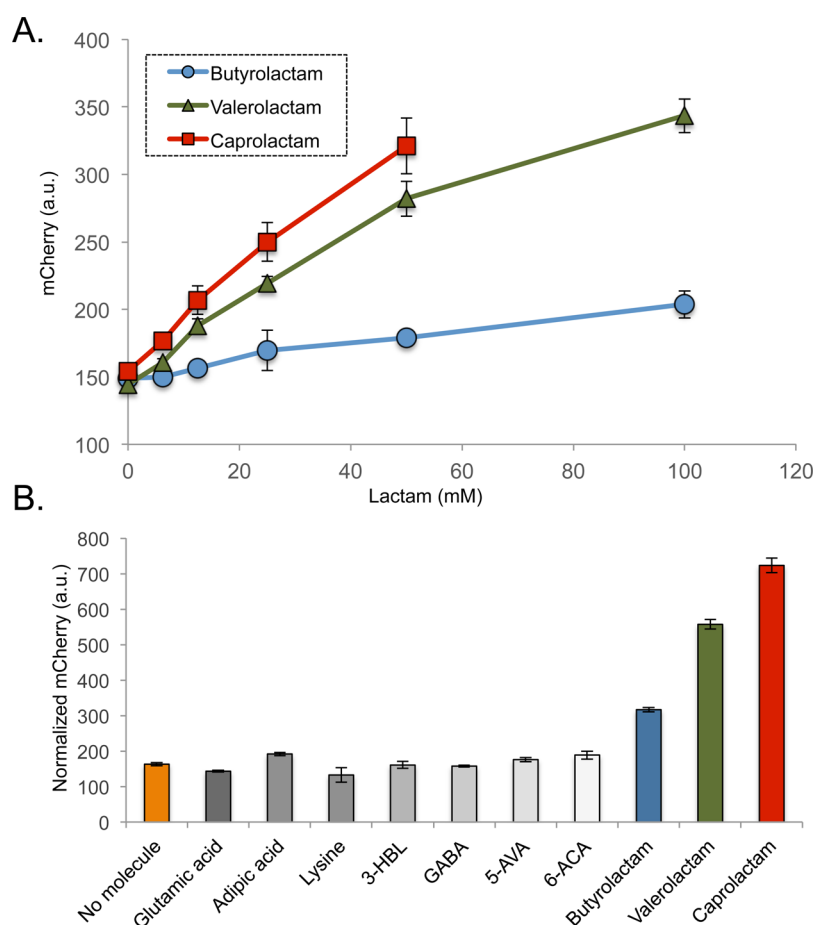 A.
400
350
300
250
200
150
100
mCherry (a.u.)
Butyrolactam
Valerolactam
Caprolactam
0 20 40 60 80 100 120
Lactam (mM)
B.
800
700
600
500
400
300
200
100
0
Normalized mCherry (a.u.)
No molecule
Glutamic acid
Adipic acid
Lysine
3-HBL
GABA
5-AVA
6-ACA
Butyrolactam
Valerolactam
Caprolactam